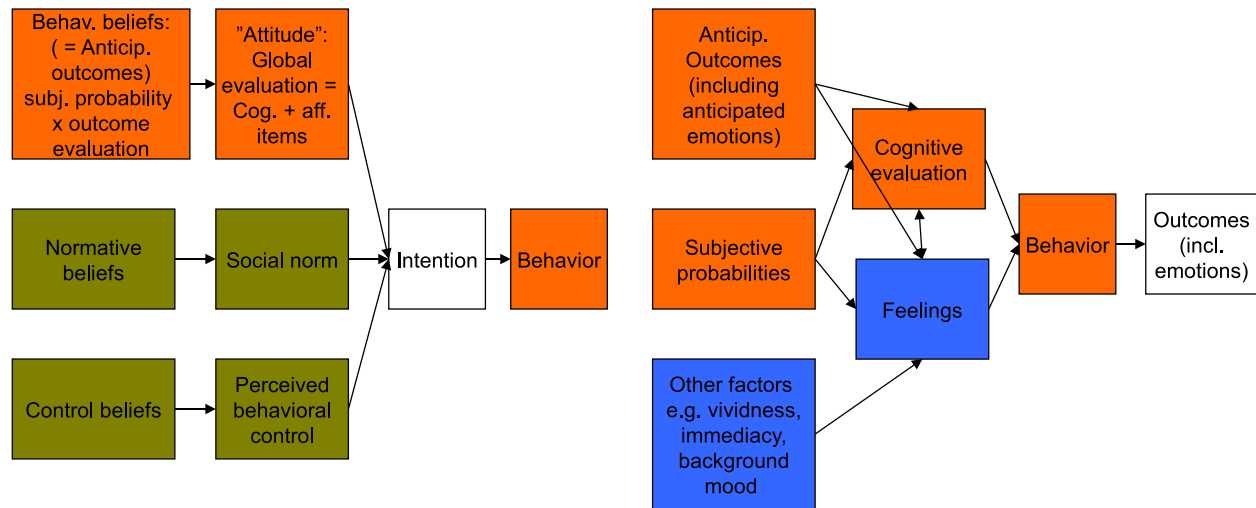 Behav. beliefs:
( = Anticip.
outcomes)
subj. probability
x outcome
evaluation
”Attitude”:
Global
evaluation =
Cog. + aff.
items
Normative
beliefs
Social norm
Intention
Behavior
Control beliefs
Perceived
behavioral
control
Anticip.
Outcomes
(including
anticipated
emotions)
Cognitive
evaluation
Subjective
probabilities
Feelings
Behavior
Outcomes
(incl.
emotions)
Other factors
e.g. vividness,
immediacy,
background
mood